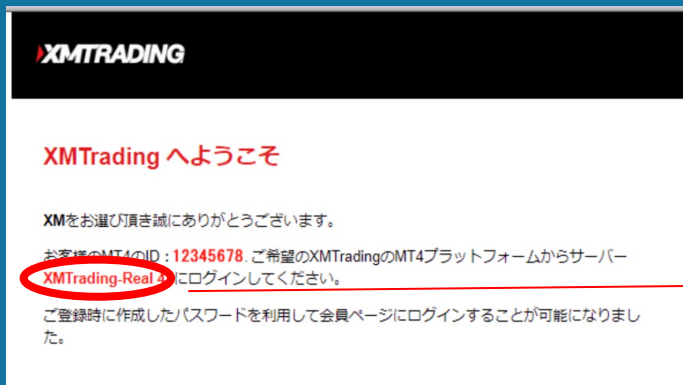 XMTRADING
XMTrading へようこそ
XMをお選び頂き誠にありがとうございます。
お客様のMT4のID : 12345678. ご希望のXMTradingのMT4プラットフォームからサーバー
XMTrading-Real 4 にログインしてください。
ご登録時に作成したパスワードを利用して会員ページにログインすることが可能になりまし
た。